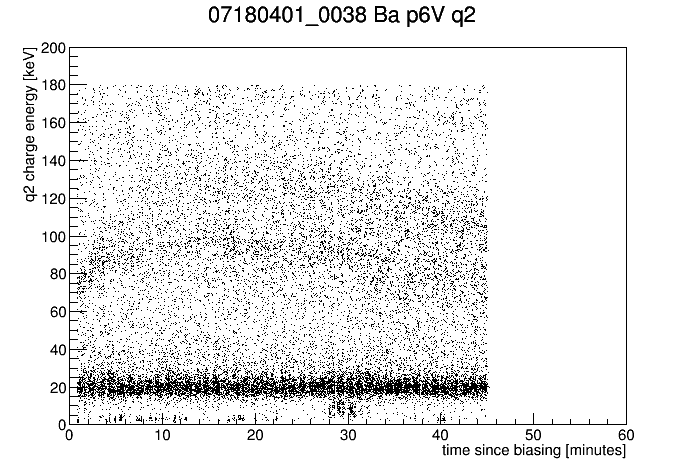 07180401_0038 Ba p6V q2
q2 charge energy [keV]
200
180
160
140
120
100
80
60
40
20
0
0 10 20 30 40 50 60
time since biasing [minutes]